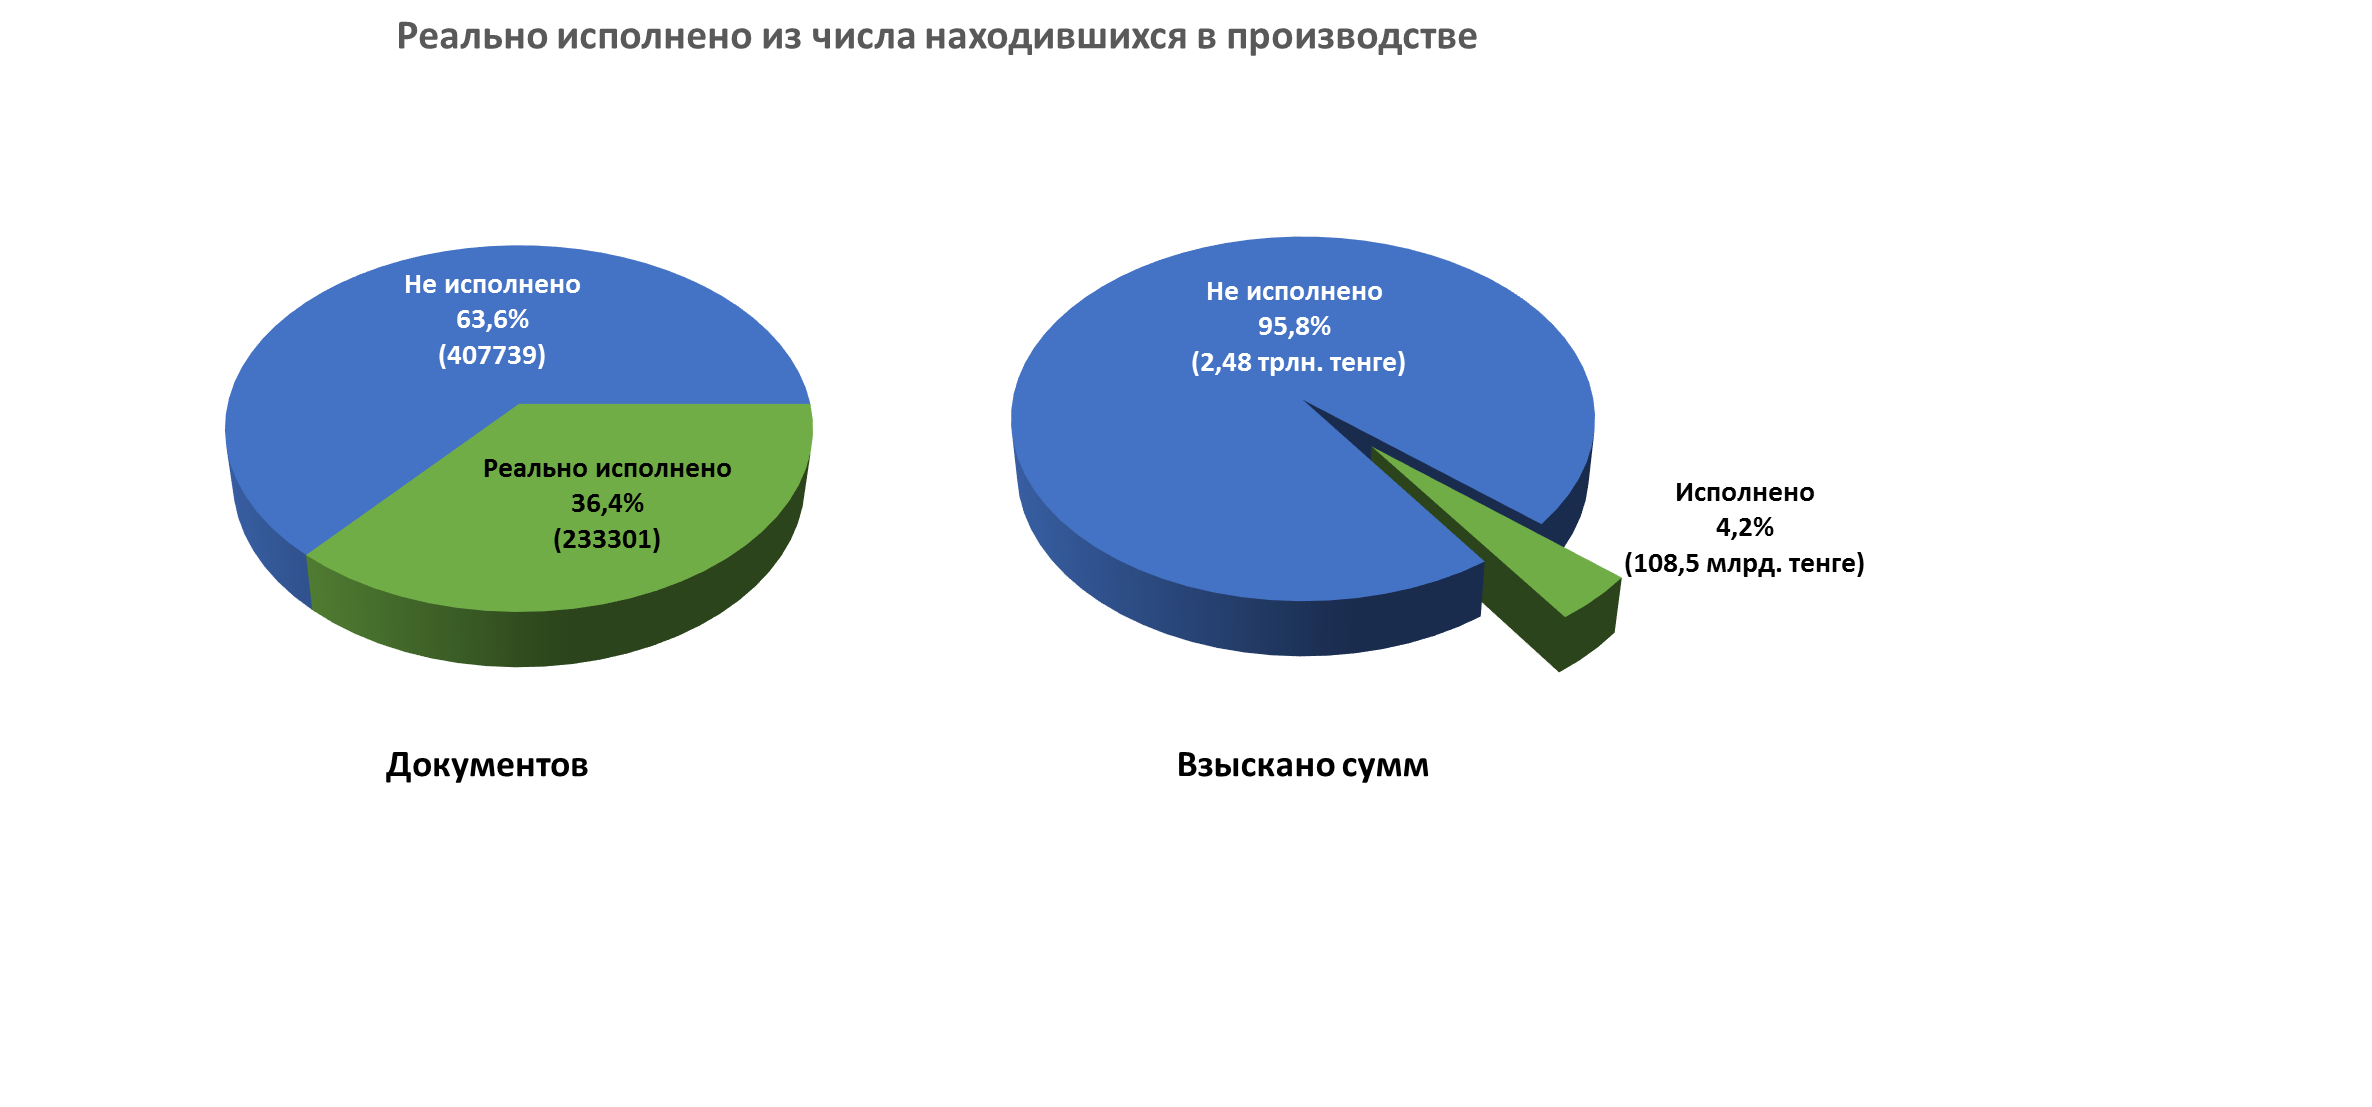 Реально исполнено из числа находившихся в производстве
Не исполнено
63,6%
(407739)
Реально исполнено
36,4%
(233301)
Документов
Не исполнено
95,8%
(2,48 трлн. тенге)
Исполнено
4,2%
(108,5 млрд. тенге)
Взыскано сумм